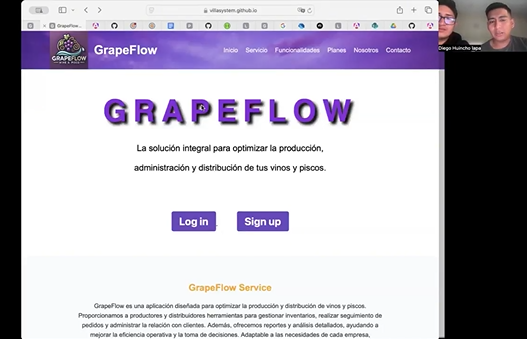 villasystem.github.io
GrapeFlow...
GRAPEFLOW
GrapeFlow
Inicio Servicio Funcionalidades Planes Nosotros Contacto
Diego Huincho lapa
GRAPEFLOW
La solución integral para optimizar la producción,
administración y distribución de tus vinos y piscos.
Log in Sign up
GrapeFlow Service
GrapeFlow es una aplicación diseñada para optimizar la producción y distribución de vinos y piscos.
Proporcionamos a productores y distribuidores herramientas para gestionar inventarios, realizar seguimiento de
pedidos y administrar la relación con clientes. Además, ofrecemos reportes y análisis detallados, ayudando a
mejorar la eficiencia operativa y la toma de decisiones. Adaptable a las necesidades de cada empresa,